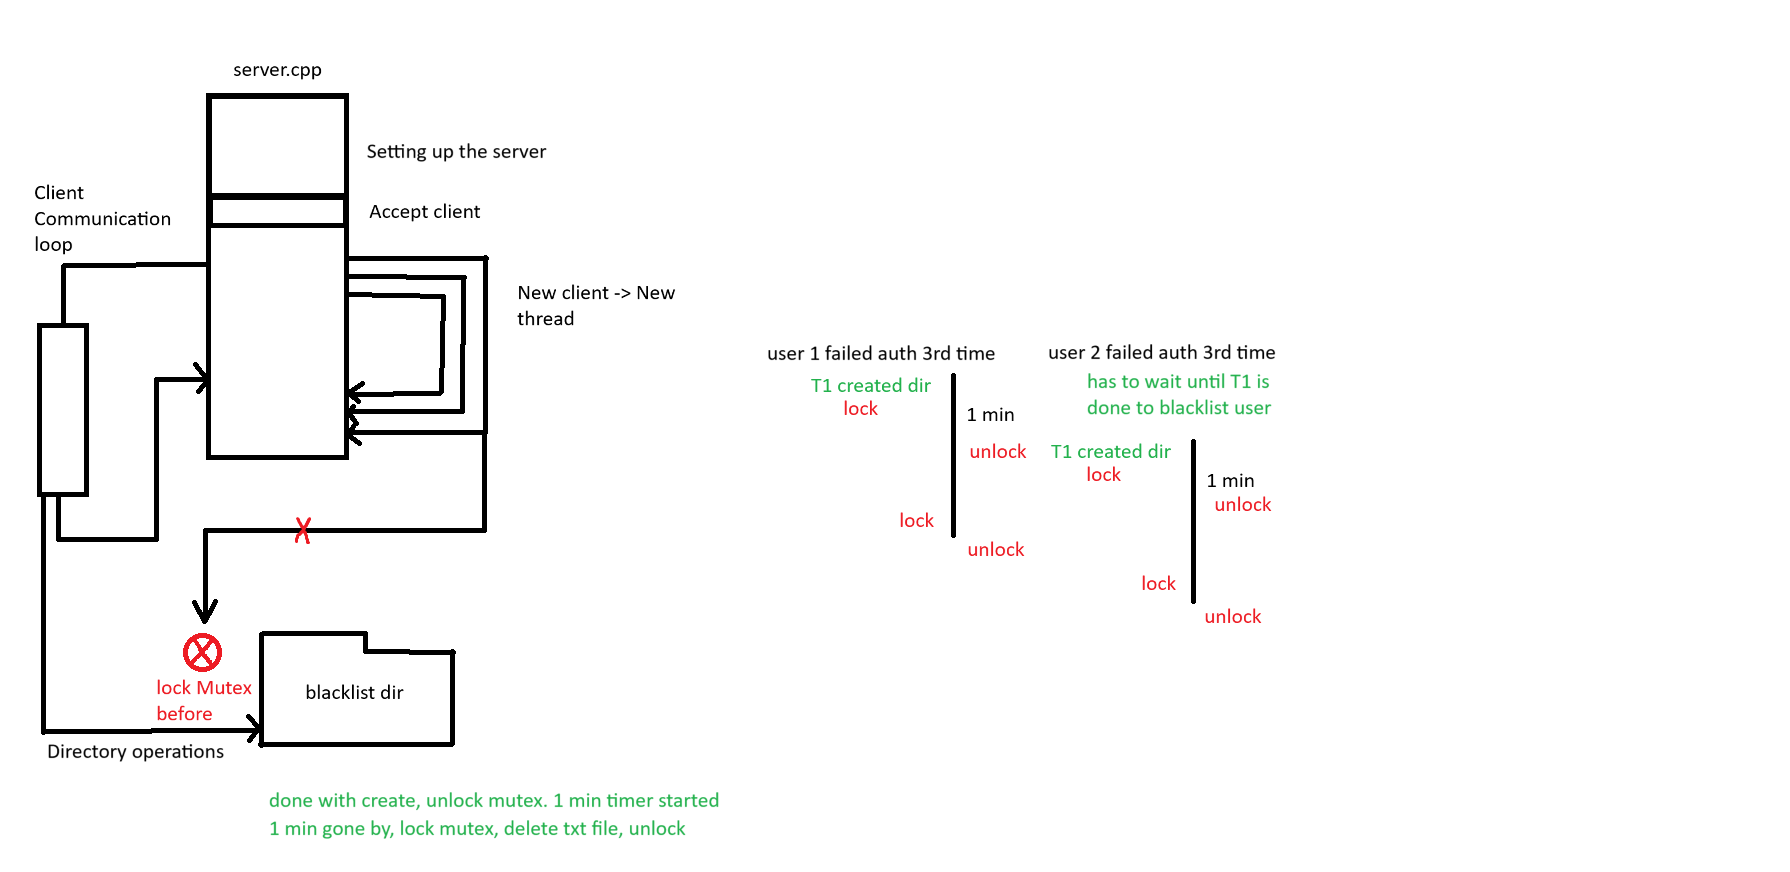 server.cpp
Setting up the server
Client
Communication
loop
Accept client
New client -> New
thread
user 1 failed auth 3rd time
T1 created dir
lock
1 min
unlock
lock
unlock
user 2 failed auth 3rd time
has to wait until T1 is
done to blacklist user
T1 created dir
lock
1 min
unlock
lock
unlock
lock Mutex
before
blacklist dir
Directory operations
done with create, unlock mutex. 1 min timer started
1 min gone by, lock mutex, delete txt file, unlock